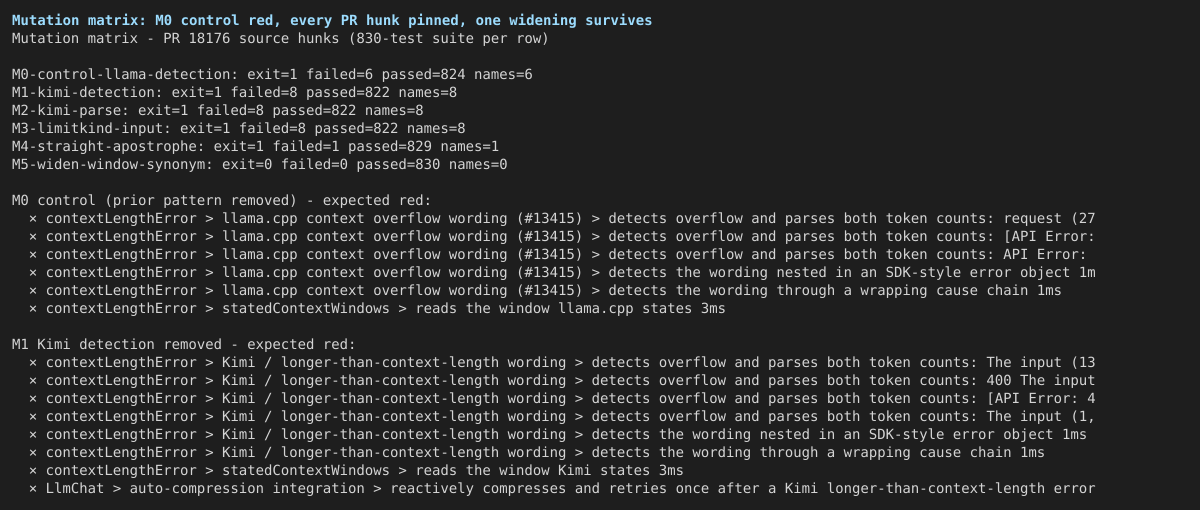 Mutation matrix: M0 control red, every PR hunk pinned, one widening survives
Mutation matrix - PR 18176 source hunks (830-test suite per row)
M0-control-llama-detection: exit=1 failed=6 passed=824 names=6
M1-kimi-detection: exit=1 failed=8 passed=822 names=8
M2-kimi-parse: exit=1 failed=8 passed=822 names=8
M3-limitkind-input: exit=1 failed=8 passed=822 names=8
M4-straight-apostrophe: exit=1 failed=1 passed=829 names=1
M5-widen-window-synonym: exit=0 failed=0 passed=830 names=0
M0 control (prior pattern removed) - expected red:
× contextLengthError > llama.cpp context overflow wording (#13415) > detects overflow and parses both token counts: request (27
× contextLengthError > llama.cpp context overflow wording (#13415) > detects overflow and parses both token counts: [API Error:
× contextLengthError > llama.cpp context overflow wording (#13415) > detects overflow and parses both token counts: API Error:
× contextLengthError > llama.cpp context overflow wording (#13415) > detects the wording nested in an SDK-style error object 1m
× contextLengthError > llama.cpp context overflow wording (#13415) > detects the wording through a wrapping cause chain 1ms
× contextLengthError > statedContextWindows > reads the window llama.cpp states 3ms
M1 Kimi detection removed - expected red:
× contextLengthError > Kimi / longer-than-context-length wording > detects overflow and parses both token counts: The input (13
× contextLengthError > Kimi / longer-than-context-length wording > detects overflow and parses both token counts: 400 The input
× contextLengthError > Kimi / longer-than-context-length wording > detects overflow and parses both token counts: [API Error: 4
× contextLengthError > Kimi / longer-than-context-length wording > detects overflow and parses both token counts: The input (1,
× contextLengthError > Kimi / longer-than-context-length wording > detects the wording nested in an SDK-style error object 1ms
× contextLengthError > Kimi / longer-than-context-length wording > detects the wording through a wrapping cause chain 1ms
× contextLengthError > statedContextWindows > reads the window Kimi states 3ms
× LlmChat > auto-compression integration > reactively compresses and retries once after a Kimi longer-than-context-length error